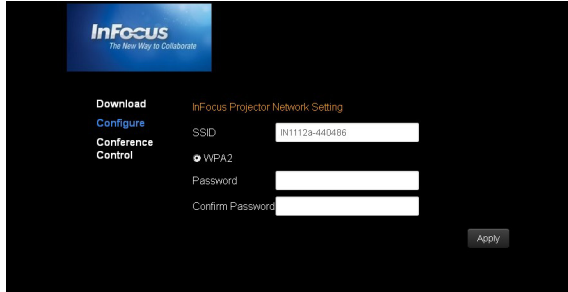 InFocus
The New Way to Collaborate
Download
Configure
Conference
Control
InFocus Projector Network Setting
SSID
IN1112a-440486
WPA2
Password
Confirm Password
Apply